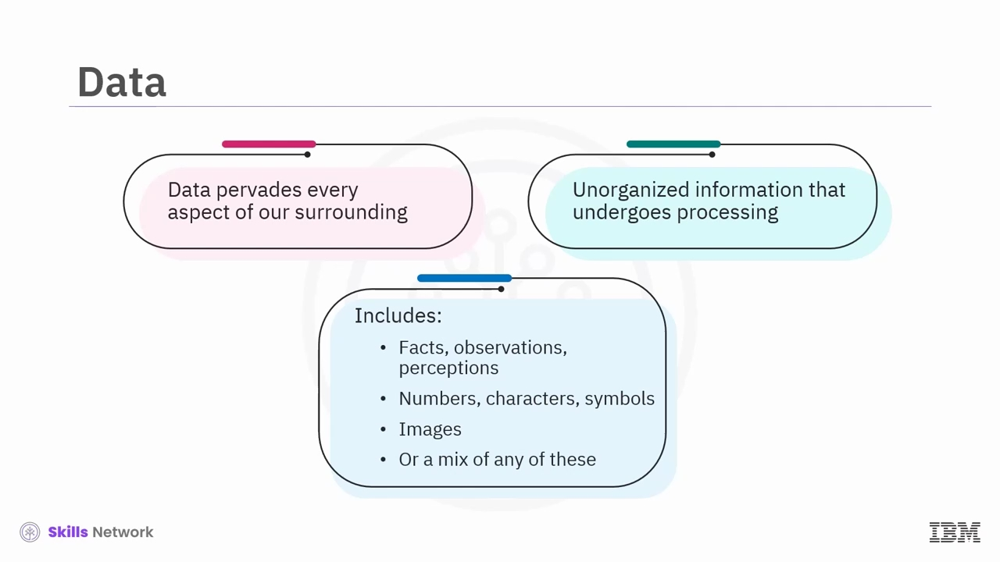 Data
Data pervades every
aspect of our surrounding
Unorganized information that
undergoes processing
Includes:
• Facts, observations,
perceptions
• Numbers, characters, symbols
• Images
• Or a mix of any of these
Skills Network
IBM